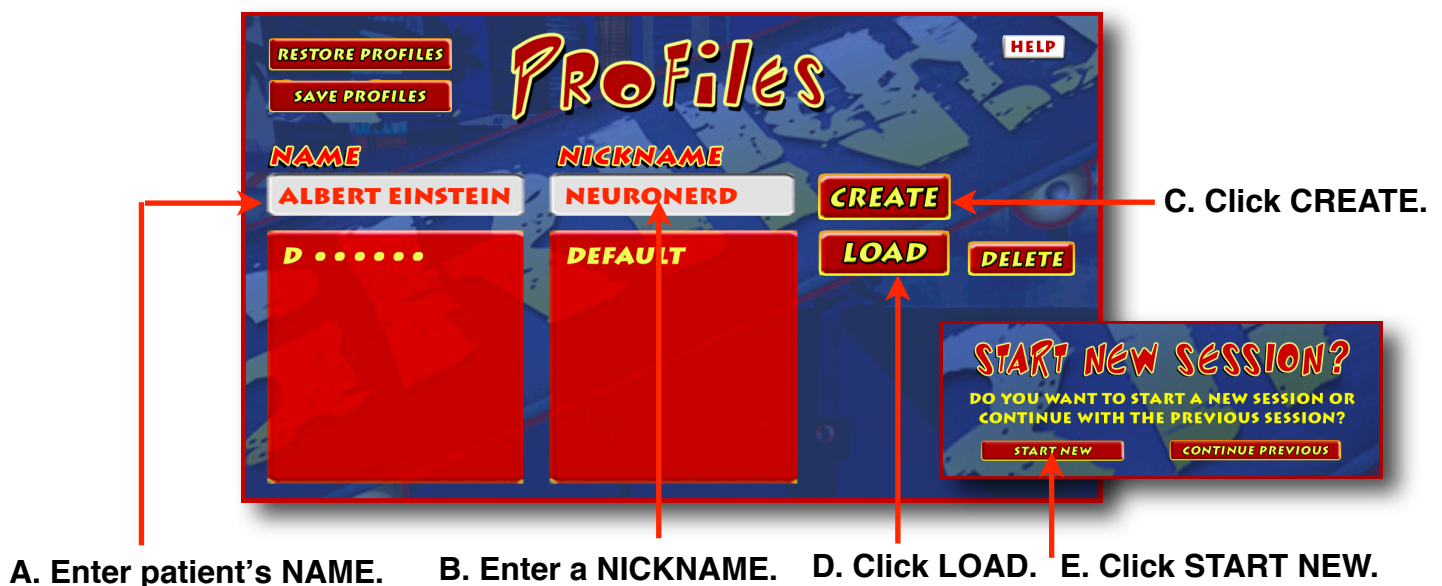 RESTORE PROFILES
SAVE PROFILES
PROFILES
HELP
NAME
NICKNAME
ALBERT EINSTEIN
NEURONERD
CREATE
C. Click CREATE.
D ••••••
DEFAULT
LOAD
DELETE
START NEW SESSION?
DO YOU WANT TO START A NEW SESSION OR
CONTINUE WITH THE PREVIOUS SESSION?
START NEW
CONTINUE PREVIOUS
A. Enter patient's NAME.
B. Enter a NICKNAME.
D. Click LOAD.
E. Click START NEW.